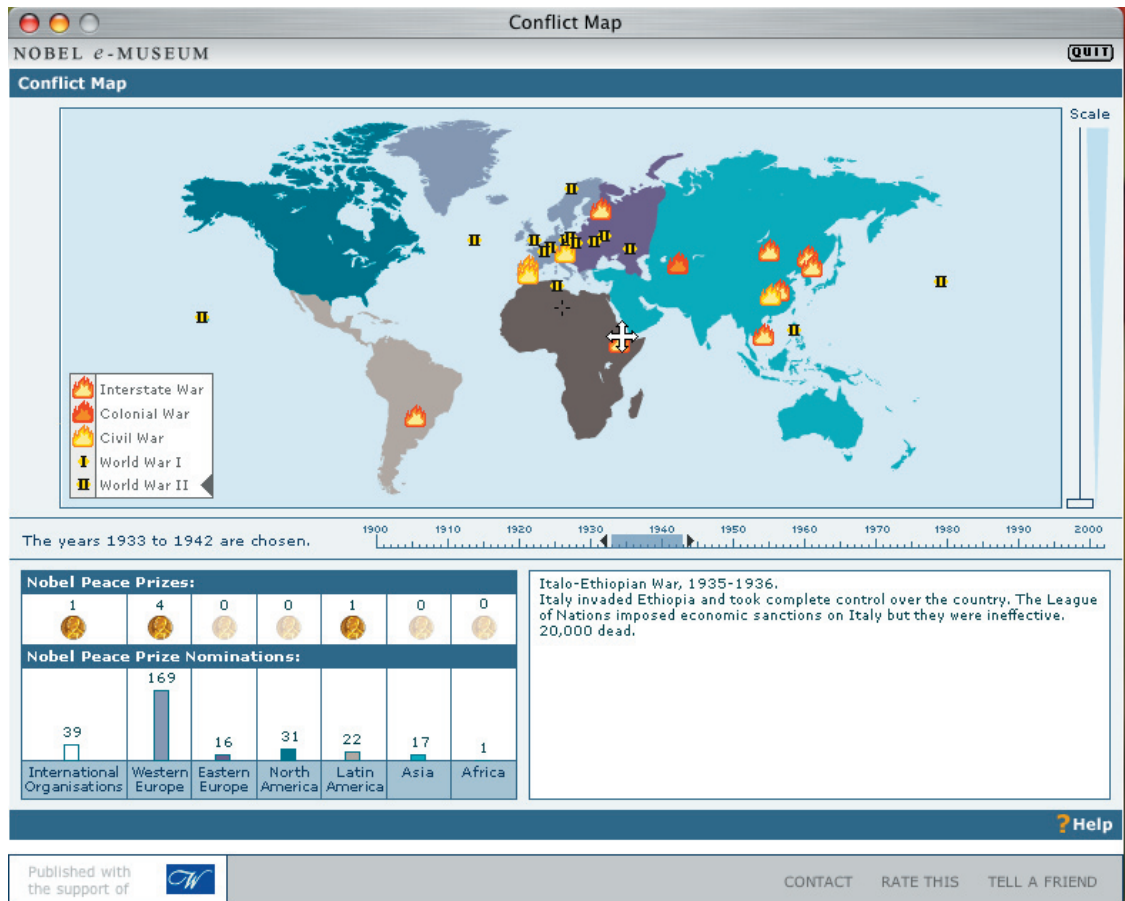 Conflict Map
NOBEL e-MUSEUM
QUIT
Conflict Map
Scale
Interstate War
Colonial War
Civil War
I World War I
II World War II
The years 1933 to 1942 are chosen.
1900 1910 1920 1930 1940 1950 1960 1970 1980 1990 2000
Nobel Peace Prizes:
1 4 0 0 1 0 0
Nobel Peace Prize Nominations:
39 169 16 31 22 17 1
International Organisations
Western Europe
Eastern Europe
North America
Latin America
Asia
Africa
Italo-Ethiopian War, 1935-1936.
Italy invaded Ethiopia and took complete control over the country. The League
of Nations imposed economic sanctions on Italy but they were ineffective.
20,000 dead.
?Help
Published with
the support of
W
CONTACT RATE THIS TELL A FRIEND